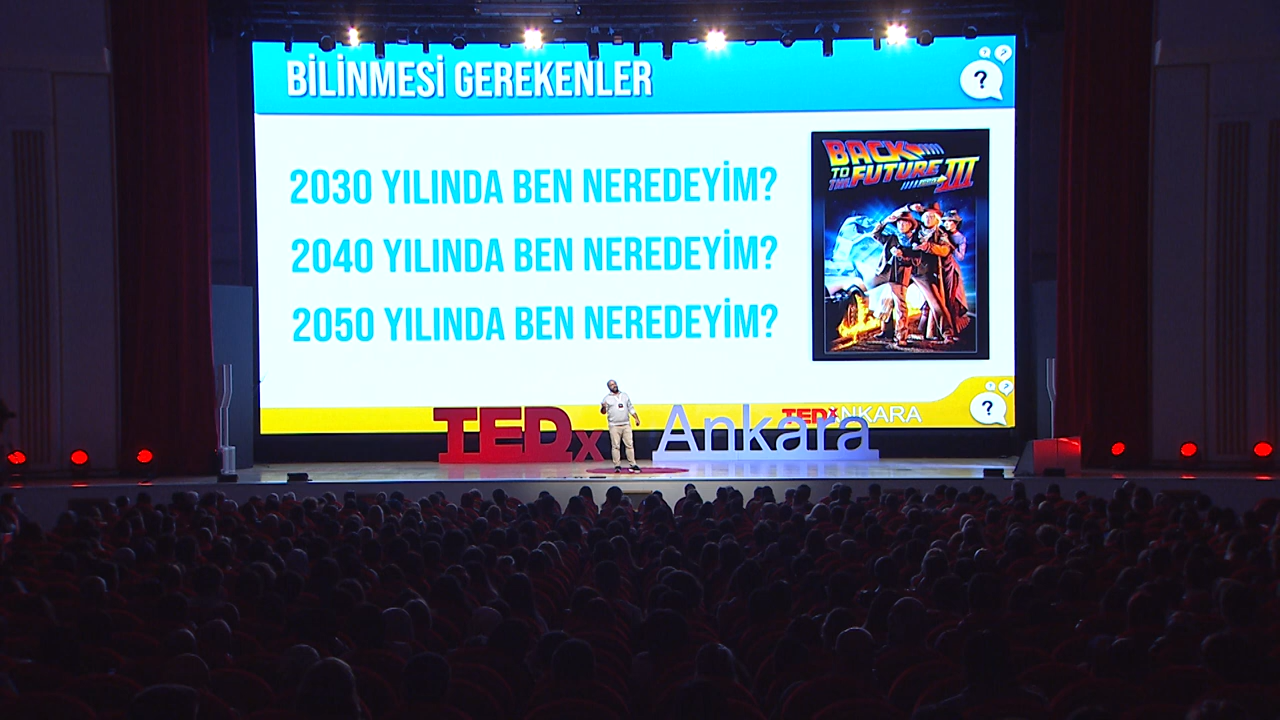 BİLİNMESİ GEREKENLER
?
?
2030 YILINDA BEN NEREDEYİM?
2040 YILINDA BEN NEREDEYİM?
2050 YILINDA BEN NEREDEYİM?
BACK
TO THE FUTURE
PART III
TEDxANKARA
?
?
TEDx Ankara